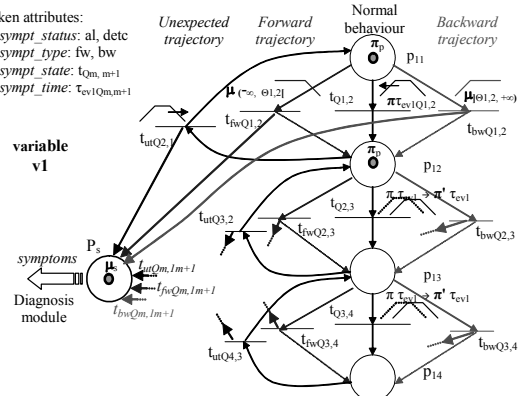 ken attributes:
sympt_status: al, detc
sympt_type: fw, bw
sympt_state: tQm, m+1
sympt_time: τev1Qm,m+1
Unexpected trajectory
Forward trajectory
Normal behaviour
Backward trajectory
πp
p11
μ (-∞, Θ1,2]
πτev1Q1,2
μ[Θ1,2, +∞)
tutQ2,1
tfwQ1,2
tQ1,2
tbwQ1,2
variable
v1
πp
p12
tutQ3,2
tQ2,3
π τev1 → π' τev1
tfwQ2,3
tbwQ2,3
Ps
symptoms
μs
tutQm,1m+1
tfwQm,1m+1
tbwQm,1m+1
Diagnosis
module
p13
tQ3,4
π τev1 → π' τev1
tutQ4,3
tfwQ3,4
tbwQ3,4
p14